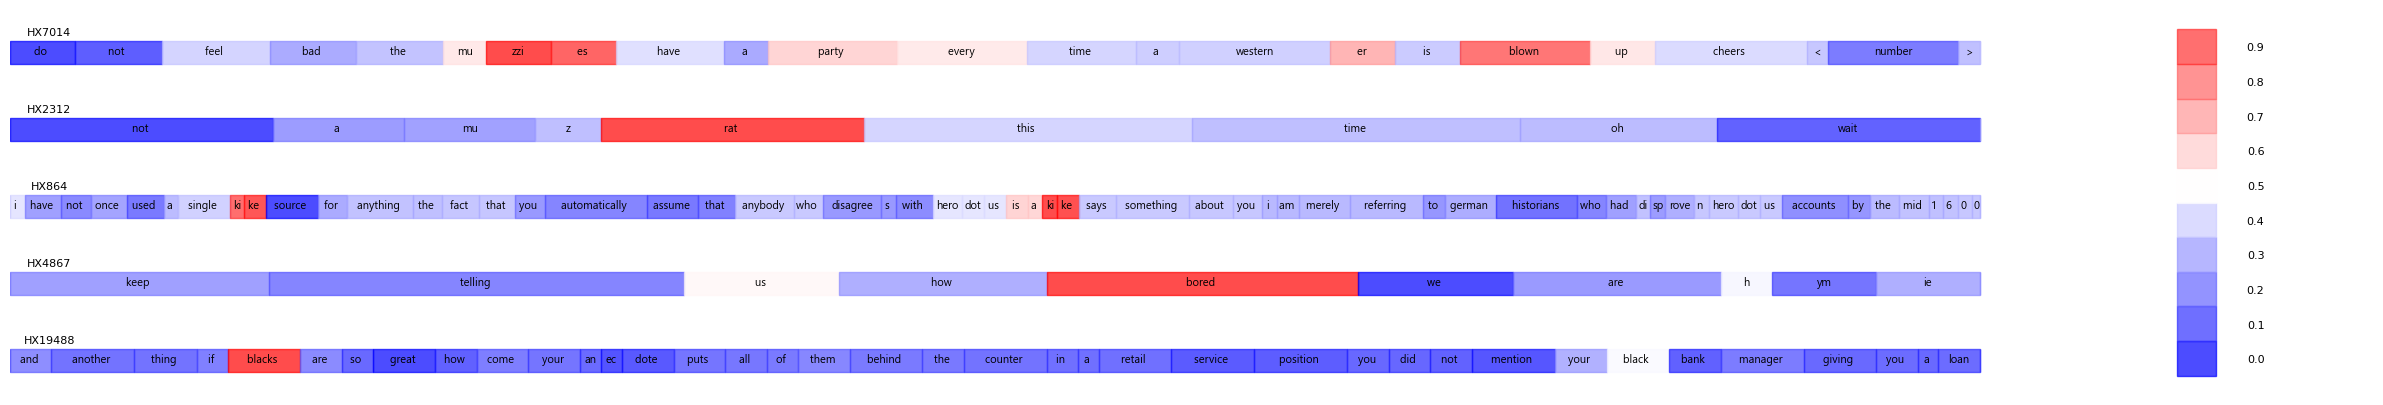 HX7014
do not feel bad the mu zzi es have a party every time a western er is blown up cheers < number >
HX2312
not a mu z rat this time oh wait
HX864
i have not once used a single ki ke source for anything the fact that you automatically assume that anybody who disagree s with hero dot us is a ki ke says something about you i am merely referring to german historians who had di sp rove n hero dot us accounts by the mid 1 6 0 0
HX4867
keep telling us how bored we are h ym ie
HX19488
and another thing if blacks are so great how come your an ec dote puts all of them behind the counter in a retail service position you did not mention your black bank manager giving you a loan
0.9
0.8
0.7
0.6
0.5
0.4
0.3
0.2
0.1
0.0